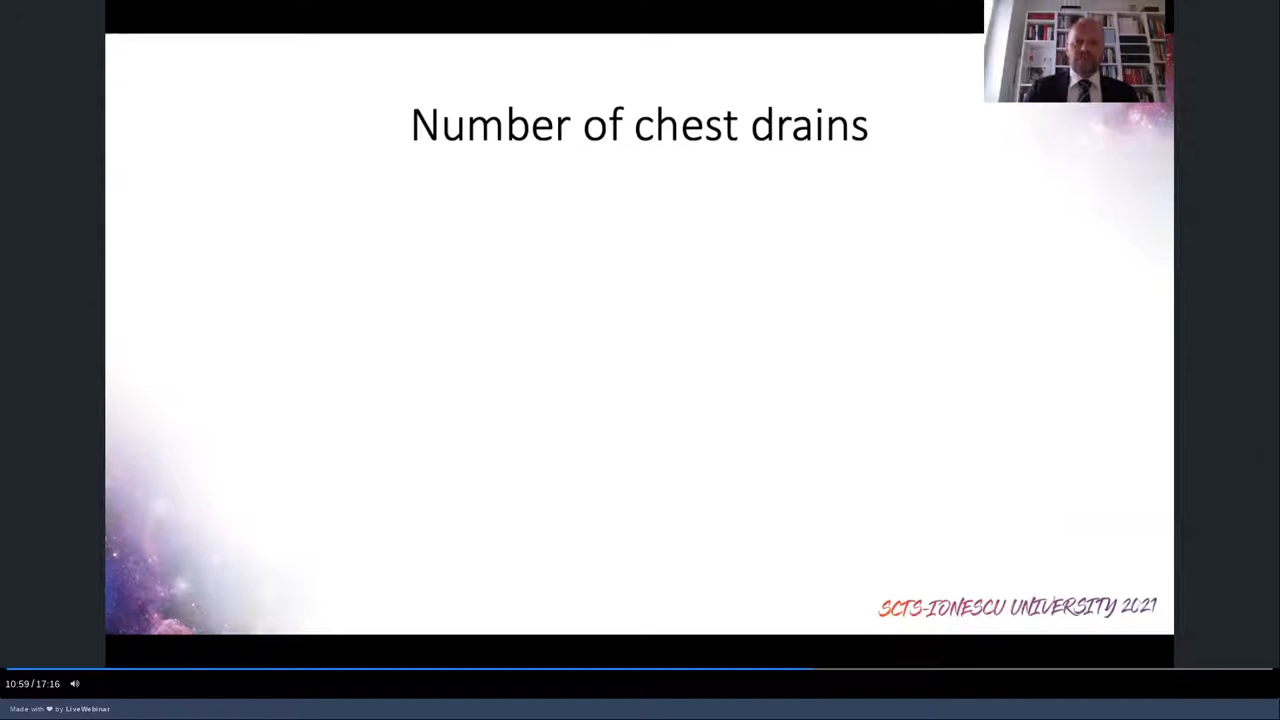 Number of chest drains
SCTS-IONESCU UNIVERSITY 2021
10:59 / 17:16
Made with ❤ by LiveWebinar